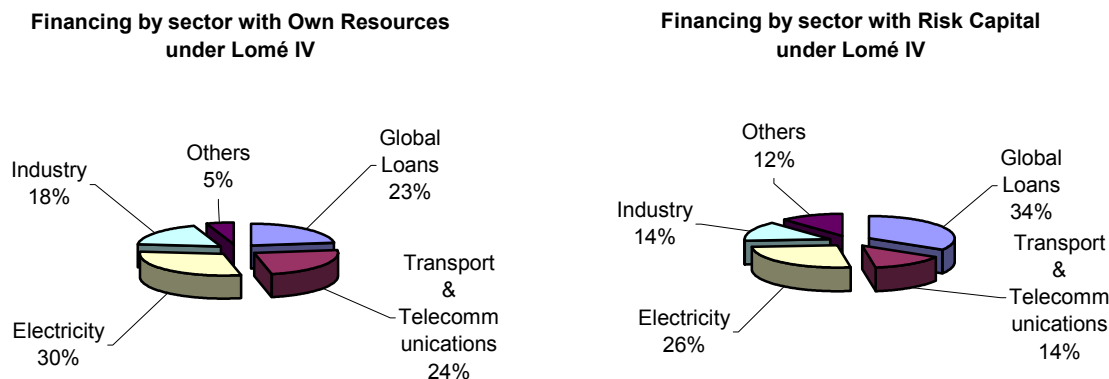 Financing by sector with Own Resources
under Lomé IV
Others
5%
Global
Loans
23%
Industry
18%
Transport
&
Telecomm
unications
24%
Electricity
30%
Financing by sector with Risk Capital
under Lomé IV
Others
12%
Global
Loans
34%
Industry
14%
Transport
&
Telecomm
unications
14%
Electricity
26%